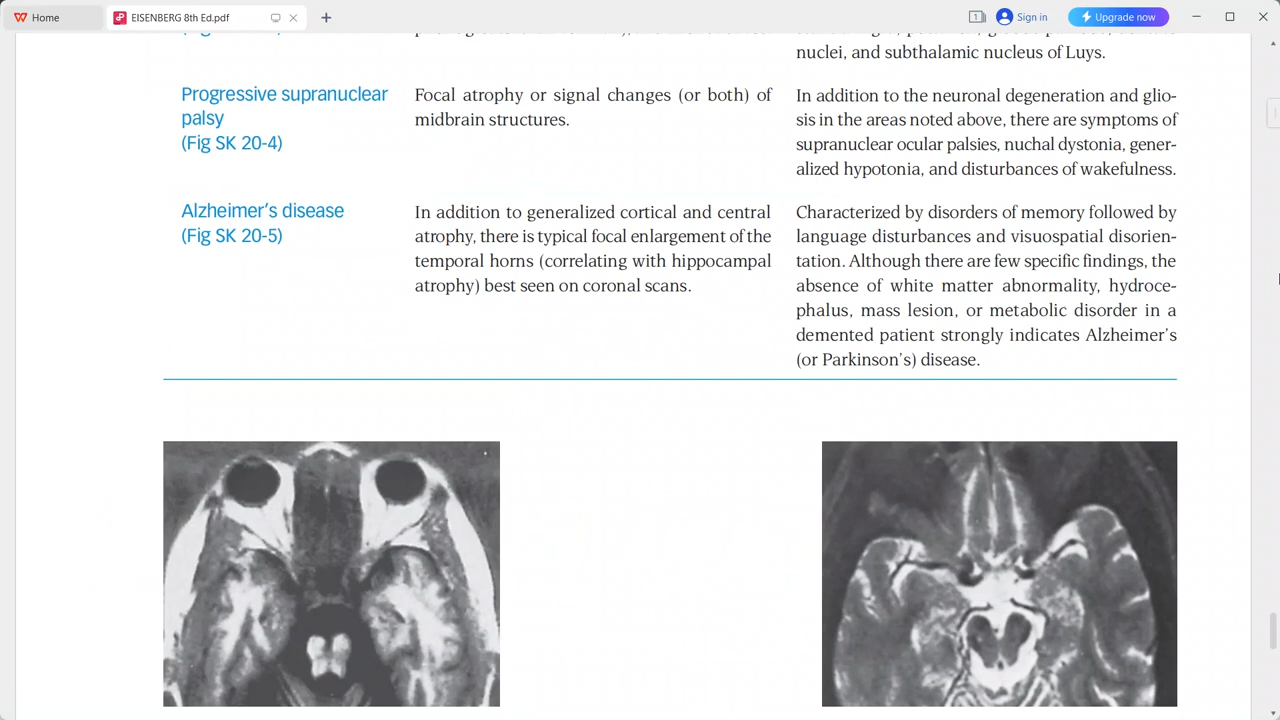 Home
EISENBERG 8th Ed.pdf
1
Sign in
Upgrade now
nuclei, and subthalamic nucleus of Luys.
Progressive supranuclear
palsy
(Fig SK 20-4)
Focal atrophy or signal changes (or both) of
midbrain structures.
In addition to the neuronal degeneration and glio-
sis in the areas noted above, there are symptoms of
supranuclear ocular palsies, nuchal dystonia, gener-
alized hypotonia, and disturbances of wakefulness.
Alzheimer's disease
(Fig SK 20-5)
In addition to generalized cortical and central
atrophy, there is typical focal enlargement of the
temporal horns (correlating with hippocampal
atrophy) best seen on coronal scans.
Characterized by disorders of memory followed by
language disturbances and visuospatial disorien-
tation. Although there are few specific findings, the
absence of white matter abnormality, hydroce-
phalus, mass lesion, or metabolic disorder in a
demented patient strongly indicates Alzheimer's
(or Parkinson's) disease.